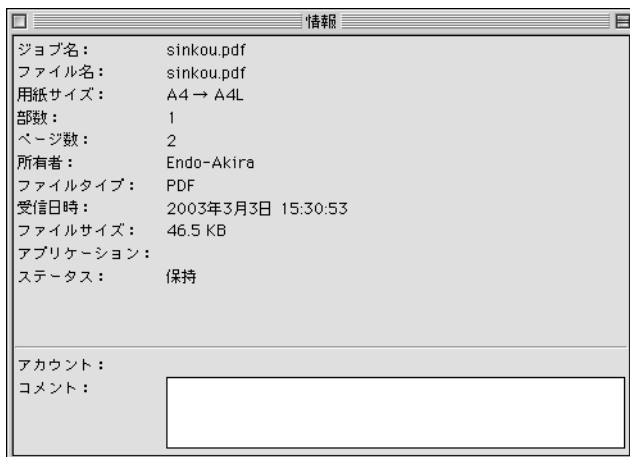 情報
ジョブ名： sinkou.pdf
ファイル名： sinkou.pdf
用紙サイズ： A4 → A4L
部数： 1
ページ数： 2
所有者： Endo-Akira
ファイルタイプ： PDF
受信日時： 2003年3月3日 15:30:53
ファイルサイズ： 46.5 KB
アプリケーション：
ステータス： 保持
アカウント：
コメント：